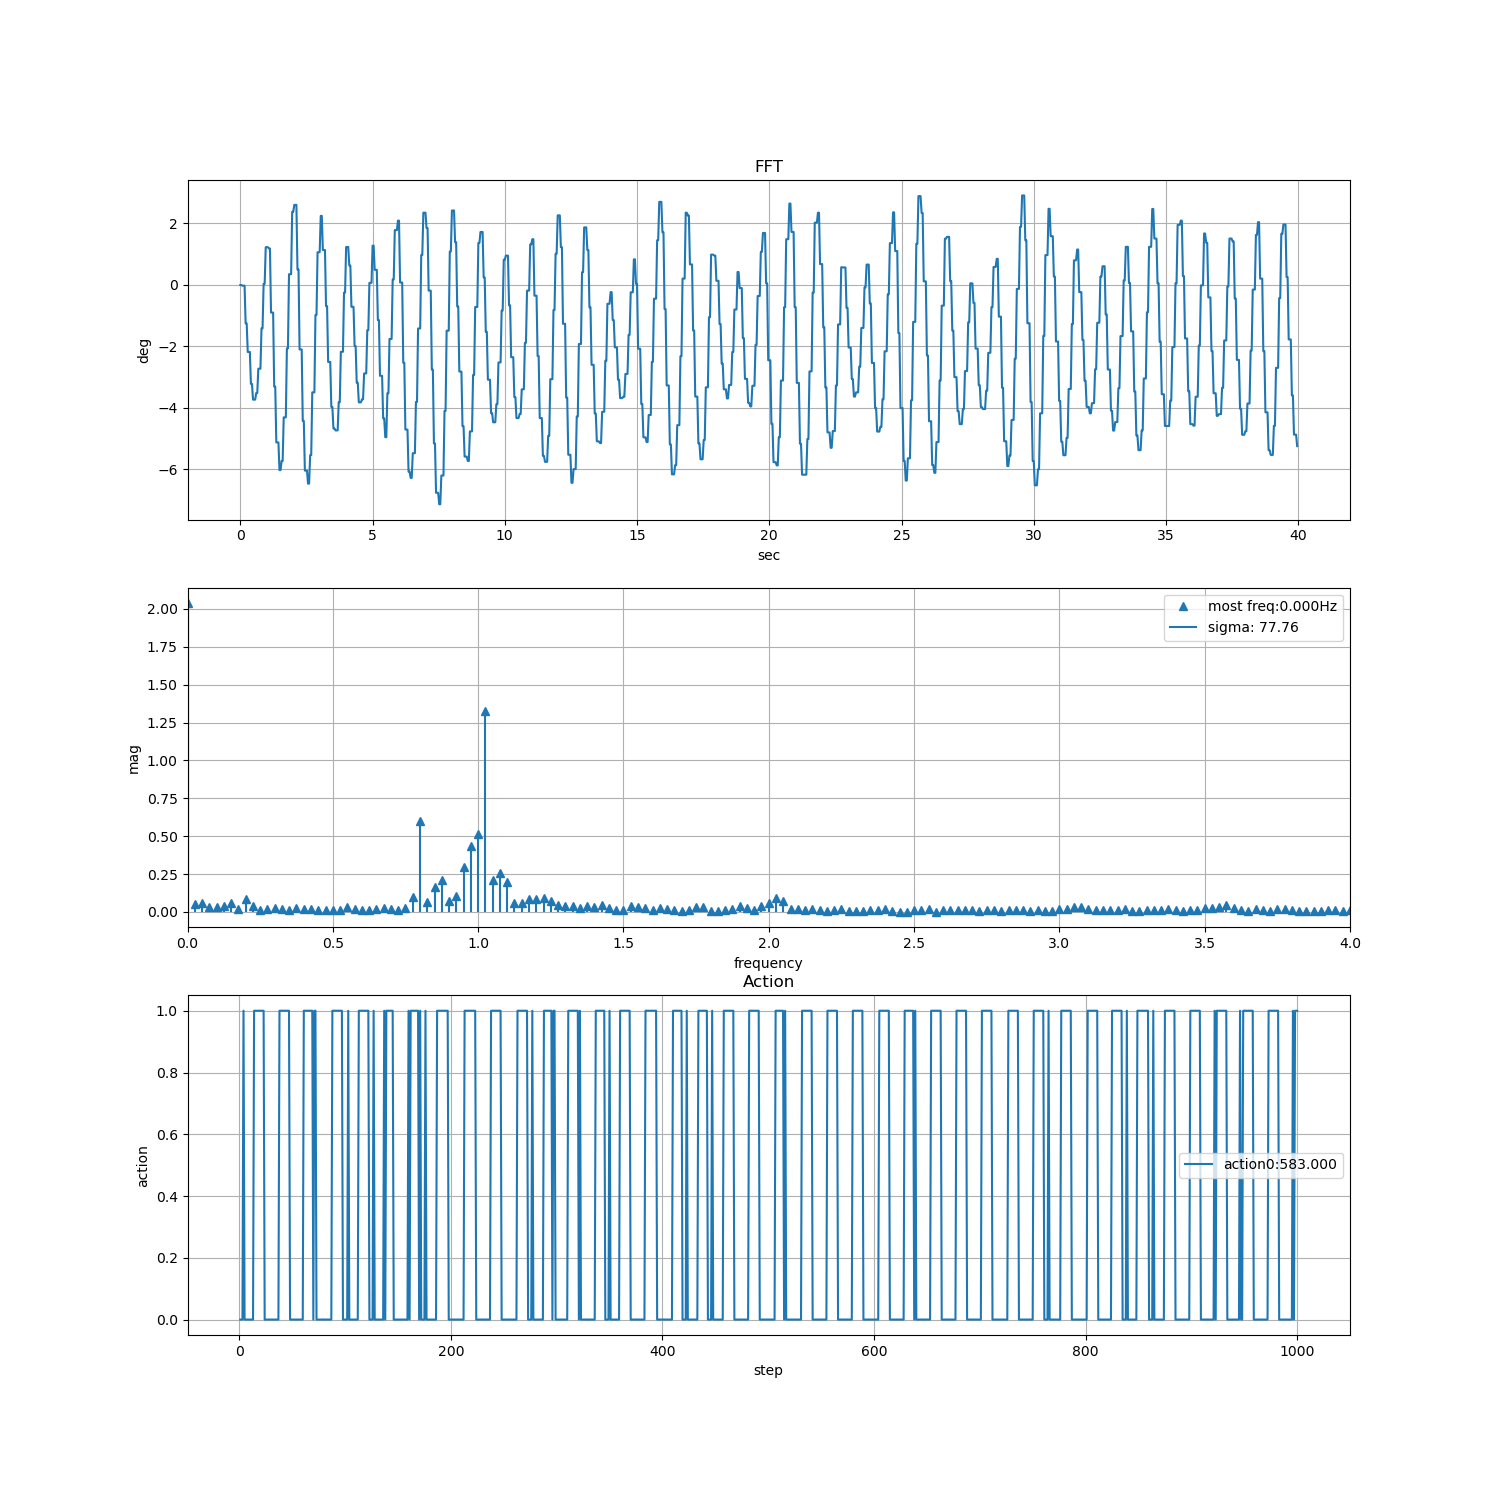 FFT
2
0
−2
−4
−6
deg
0 5 10 15 20 25 30 35 40
sec
2.00
1.75
1.50
1.25
1.00
0.75
0.50
0.25
0.00
mag
most freq:0.000Hz
sigma: 77.76
0.0 0.5 1.0 1.5 2.0 2.5 3.0 3.5 4.0
frequency
Action
1.0
0.8
0.6
0.4
0.2
0.0
action
action0:583.000
0 200 400 600 800 1000
step